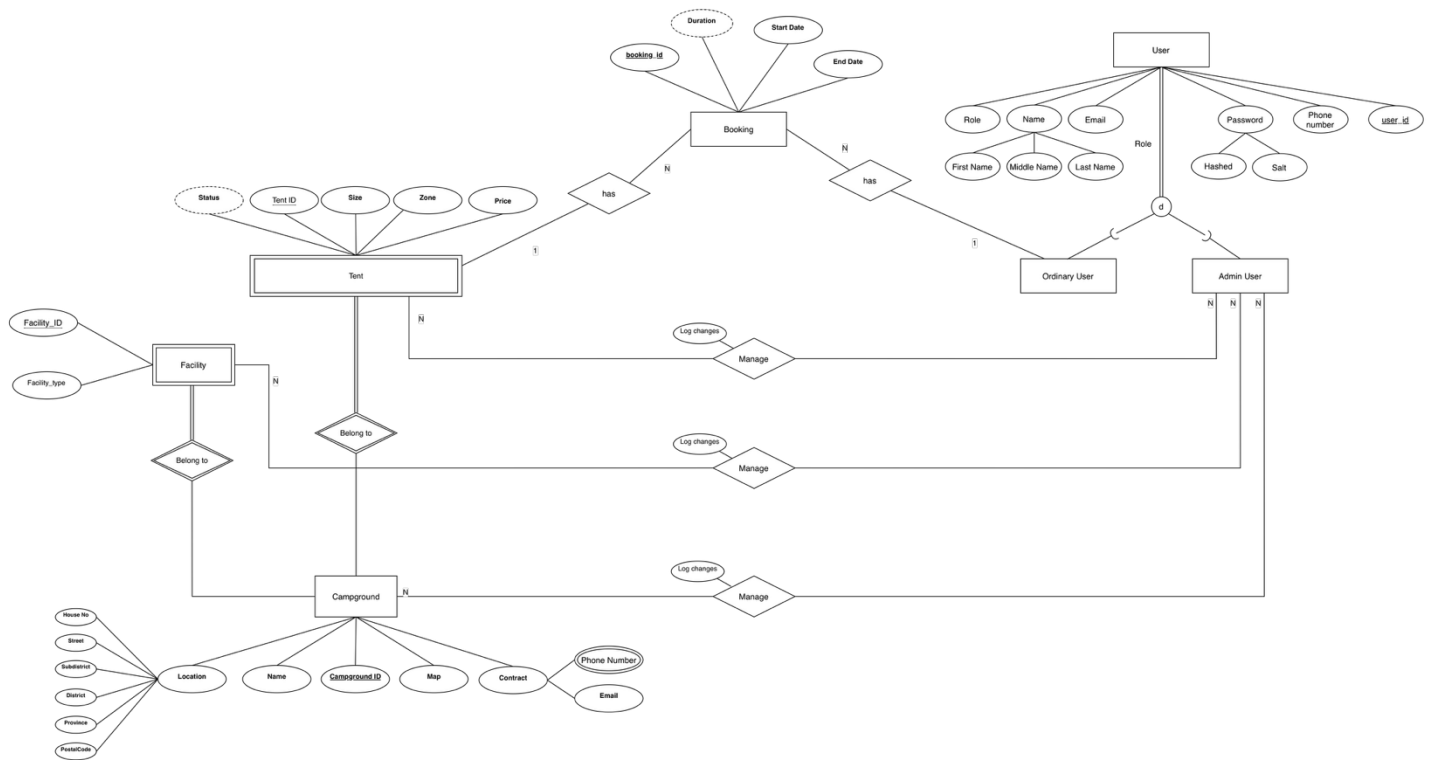 Duration
Start Date
booking_id
End Date
Booking
N
N
has
has
1
1
User
Role
Name
Email
Password
Phone
number
user_id
Role
First Name
Middle Name
Last Name
Hashed
Salt
d
Ordinary User
Admin User
N
N
N
Status
Tent ID
Size
Zone
Price
Tent
N
Facility_ID
Facility
Facility_type
N
Belong to
Belong to
Log changes
Manage
Log changes
Manage
Log changes
Manage
Campground
N
House No
Street
Subdistrict
District
Province
PostalCode
Location
Name
Campground ID
Map
Contract
Phone Number
Email